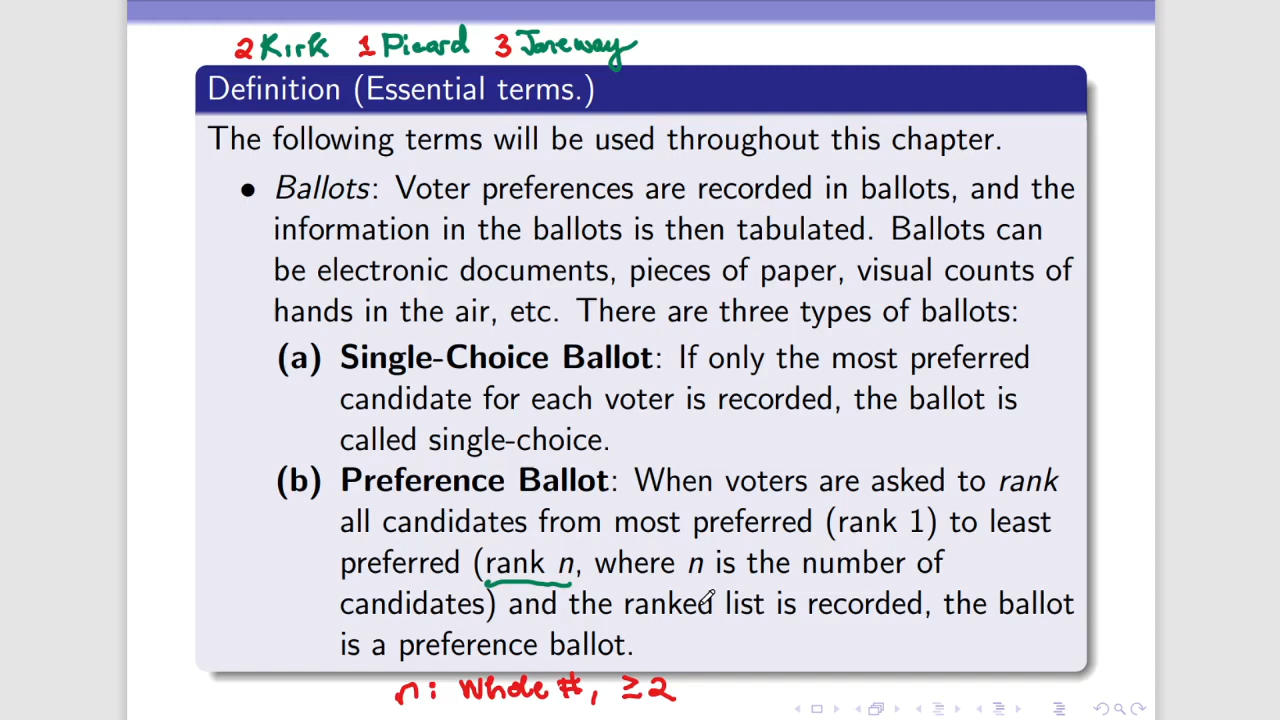 2 Kirk 1 Picard 3 Janeway
Definition (Essential terms.)
The following terms will be used throughout this chapter.
• Ballots: Voter preferences are recorded in ballots, and the
information in the ballots is then tabulated. Ballots can
be electronic documents, pieces of paper, visual counts of
hands in the air, etc. There are three types of ballots:
(a) Single-Choice Ballot: If only the most preferred
candidate for each voter is recorded, the ballot is
called single-choice.
(b) Preference Ballot: When voters are asked to rank
all candidates from most preferred (rank 1) to least
preferred (rank n, where n is the number of
candidates) and the ranked list is recorded, the ballot
is a preference ballot.
n: Whole #, ≥2